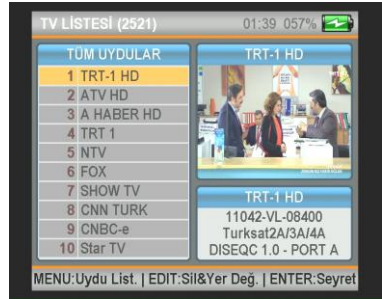 TV LİSTESİ (2521) 01:39 057%
TÜM UYDULAR
1 TRT-1 HD
2 ATV HD
3 A HABER HD
4 TRT 1
5 NTV
6 FOX
7 SHOW TV
8 CNN TURK
9 CNBC-e
10 Star TV
TRT-1 HD
TRT-1 HD
11042-VL-08400
Turksat2A/3A/4A
DISEQC 1.0 - PORT A
MENU:Uydu List. | EDIT:Sil&Yer Değ. | ENTER:Seyret